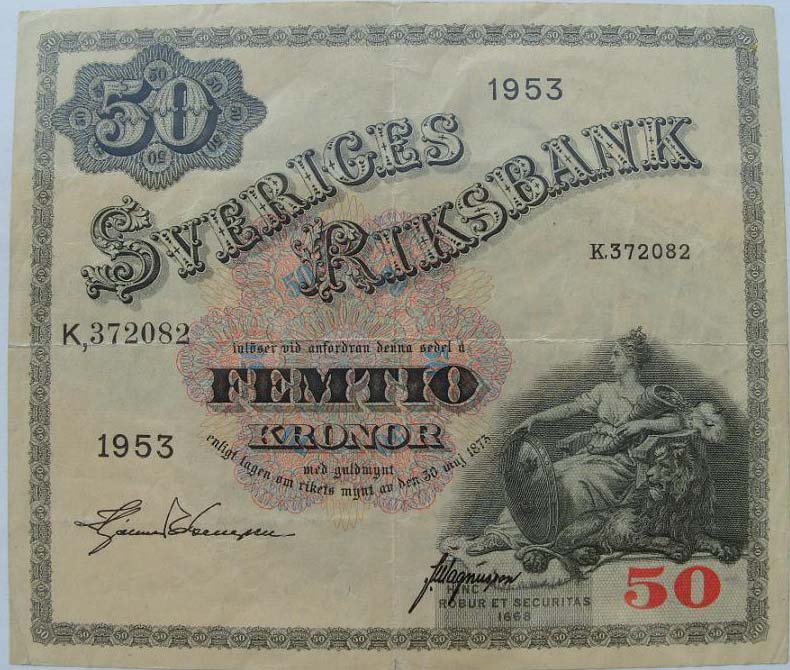 50
1953
SVERIGES
RIKSBANK
K.372082
K,372082
inlöser vid anfordran denna sedel å
FEMTIO
KRONOR
med guldmynt
enligt lagen om rikets mynt av den 30 maj 1873
1953
HINC
ROBUR ET SECURITAS
1668
50